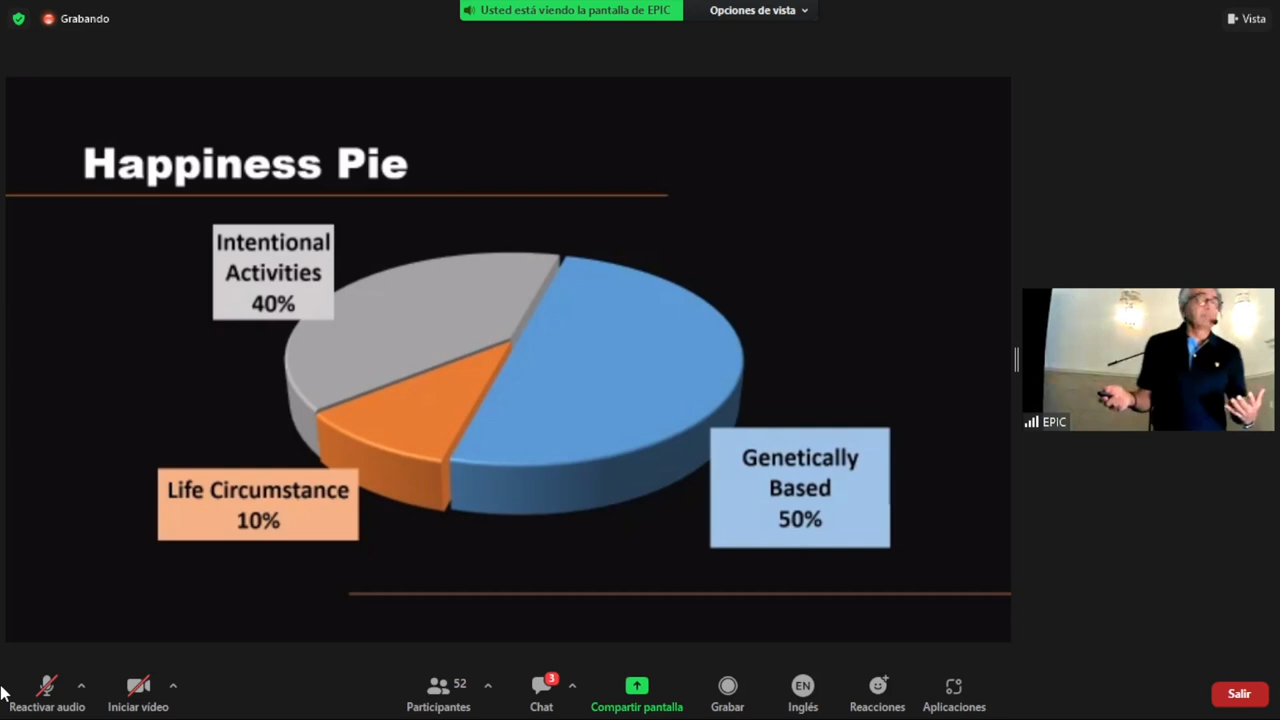 Grabando
Usted está viendo la pantalla de EPIC
Opciones de vista
Vista
Happiness Pie
Intentional
Activities
40%
Life Circumstance
10%
Genetically
Based
50%
EPIC
Reactivar audio
Iniciar vídeo
52
Participantes
3
Chat
Compartir pantalla
Grabar
EN
Inglés
Reacciones
Aplicaciones
Salir